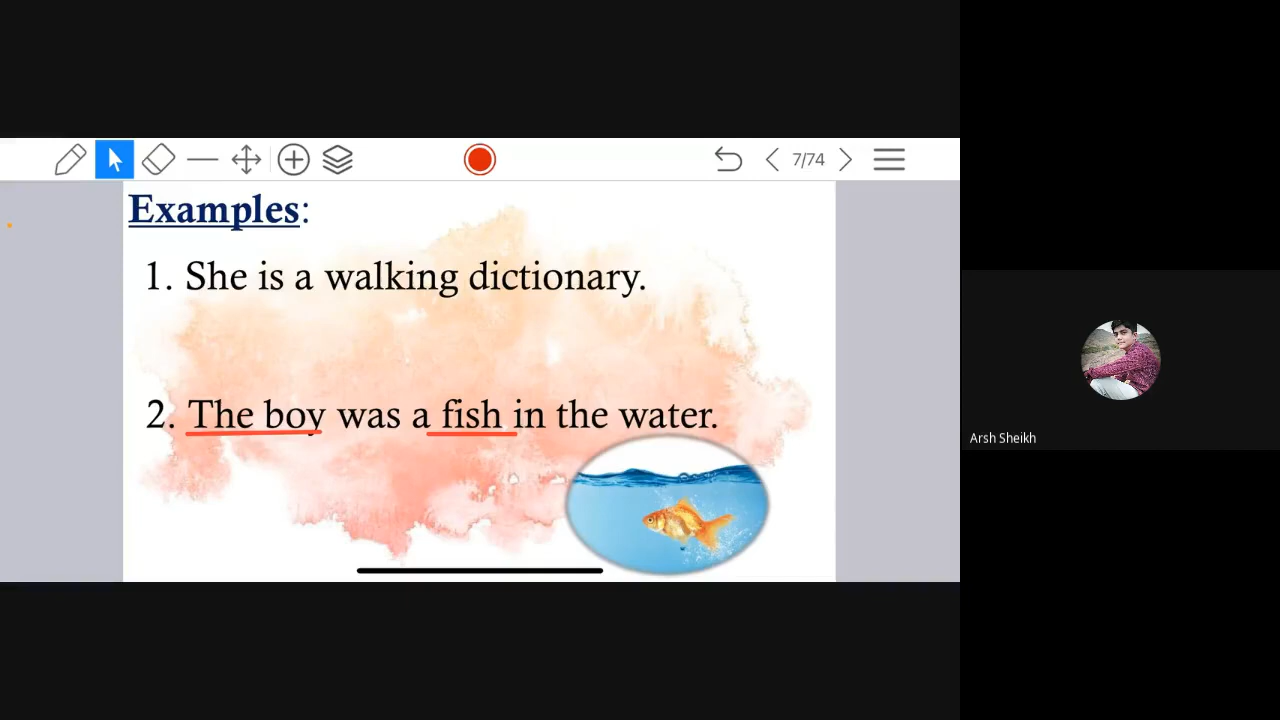 7/74
Examples:
1. She is a walking dictionary.
2. The boy was a fish in the water.
Arsh Sheikh